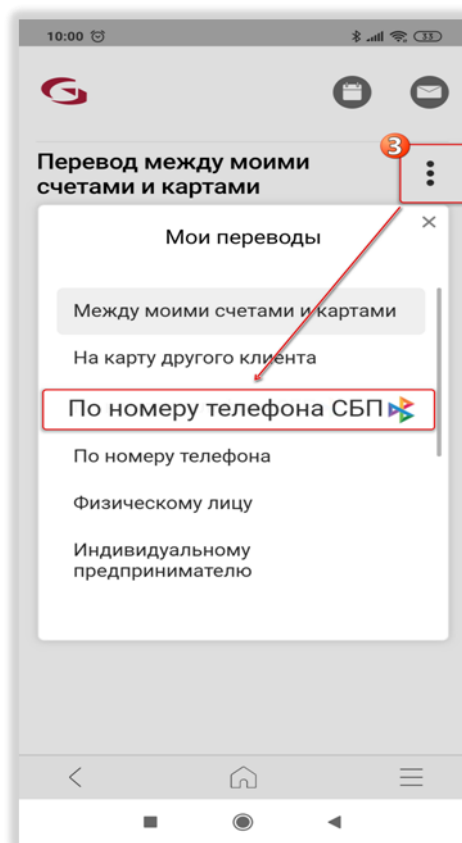 10:00
33
3
Перевод между моими
счетами и картами
Мои переводы
Между моими счетами и картами
На карту другого клиента
По номеру телефона СБП
По номеру телефона
Физическому лицу
Индивидуальному
предпринимателю